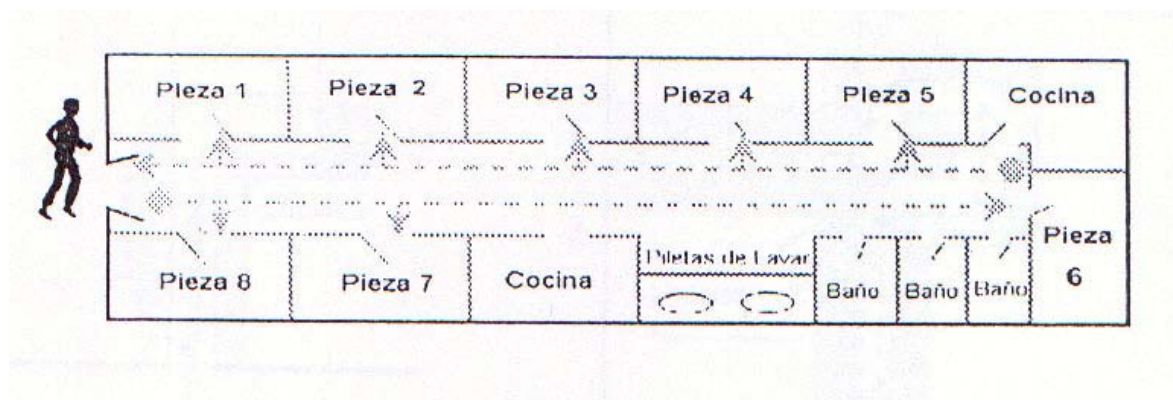 Pieza 1
Pieza 2
Pieza 3
Pieza 4
Pieza 5
Cocina
Piletas de Lavar
Pieza
6
Pieza 8
Pieza 7
Cocina
Baño
Baño
Baño